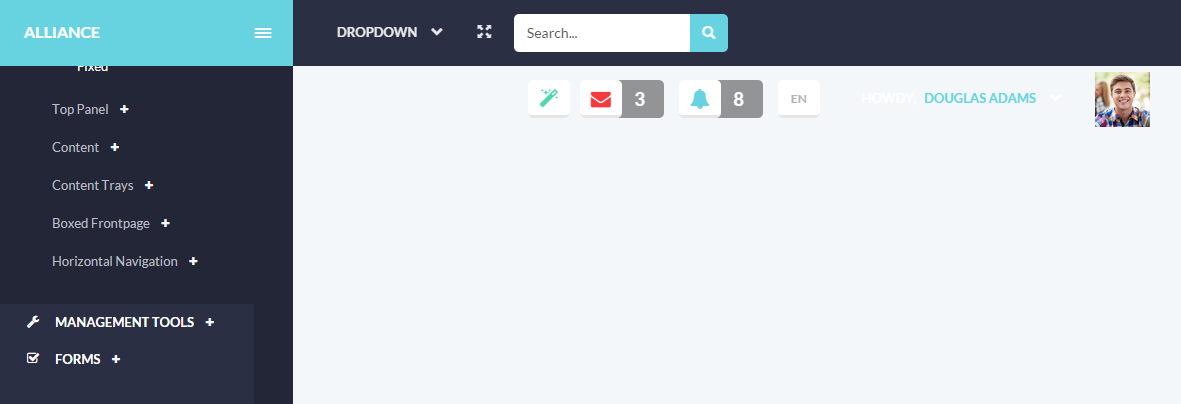 ALLIANCE
DROPDOWN
Search...
Fixed
Top Panel
Content
Content Trays
Boxed Frontpage
Horizontal Navigation
MANAGEMENT TOOLS
FORMS
3
8
EN
HOWDY, DOUGLAS ADAMS